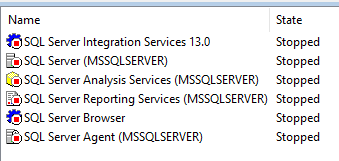 Name State
SQL Server Integration Services 13.0 Stopped
SQL Server (MSSQLSERVER) Stopped
SQL Server Analysis Services (MSSQLSERVER) Stopped
SQL Server Reporting Services (MSSQLSERVER) Stopped
SQL Server Browser Stopped
SQL Server Agent (MSSQLSERVER) Stopped